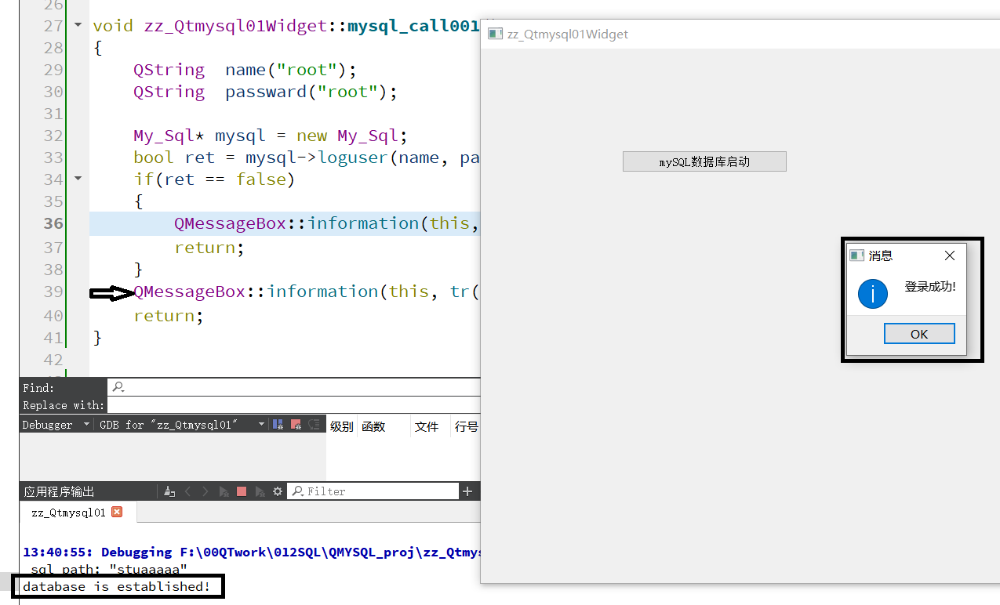 26
27 void zz_Qtmysql01Widget::mysql_call001
28 {
29 QString  name("root");
30 QString  passward("root");
31
32 My_Sql* mysql = new My_Sql;
33 bool ret = mysql->loguser(name, pa
34 if(ret == false)
35 {
36 QMessageBox::information(this,
37 return;
38 }
39 QMessageBox::information(this, tr(
40 return;
41 }
42
zz_Qtmysql01Widget
mySQL数据库启动
消息
登录成功!
OK
Find:
Replace with:
Debugger GDB for "zz_Qtmysql01" 级别 函数 文件 行号
应用程序输出 Filter
zz_Qtmysql01
13:40:55: Debugging F:\00QTwork\012SQL\QMYSQL_proj\zz_Qtmys
sql path: "stuaaaaa"
database is established!